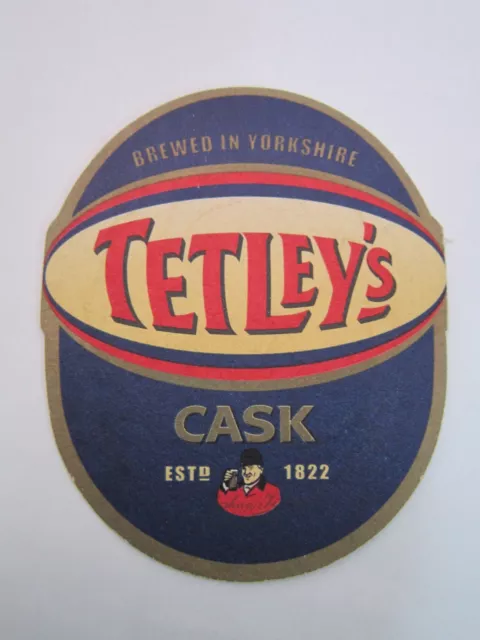 BREWED IN YORKSHIRE
TETLEY'S
CASK
ESTD 1822